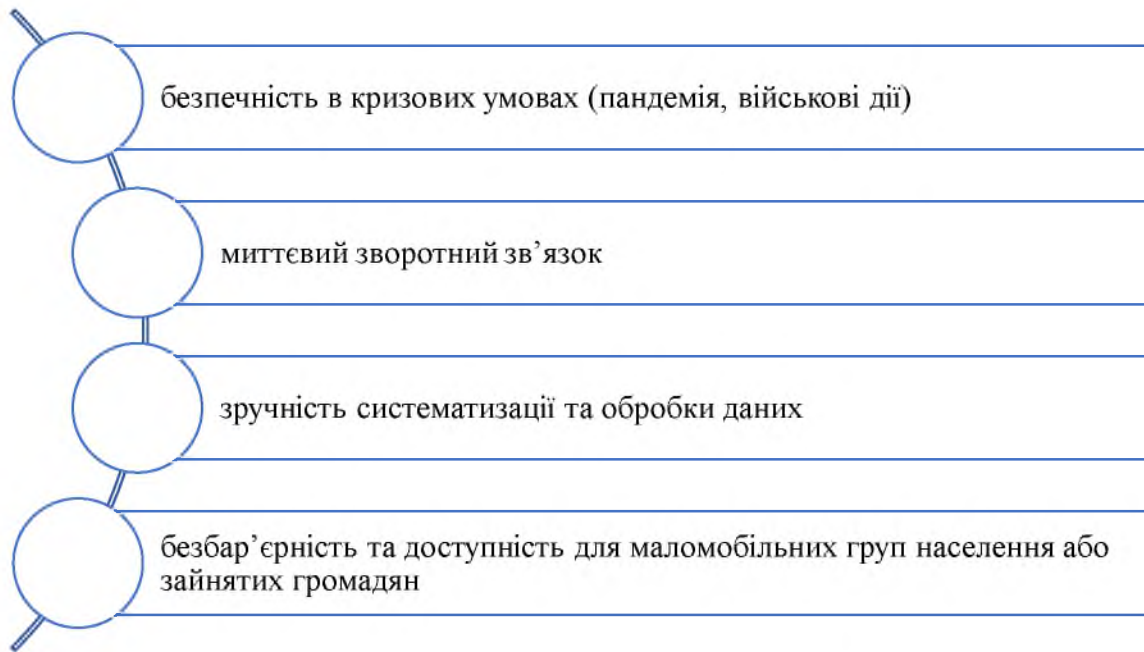 безпечність в кризових умовах (пандемія, військові дії)
миттєвий зворотний зв’язок
зручність систематизації та обробки даних
безбар’єрність та доступність для маломобільних груп населення або
зайнятих громадян